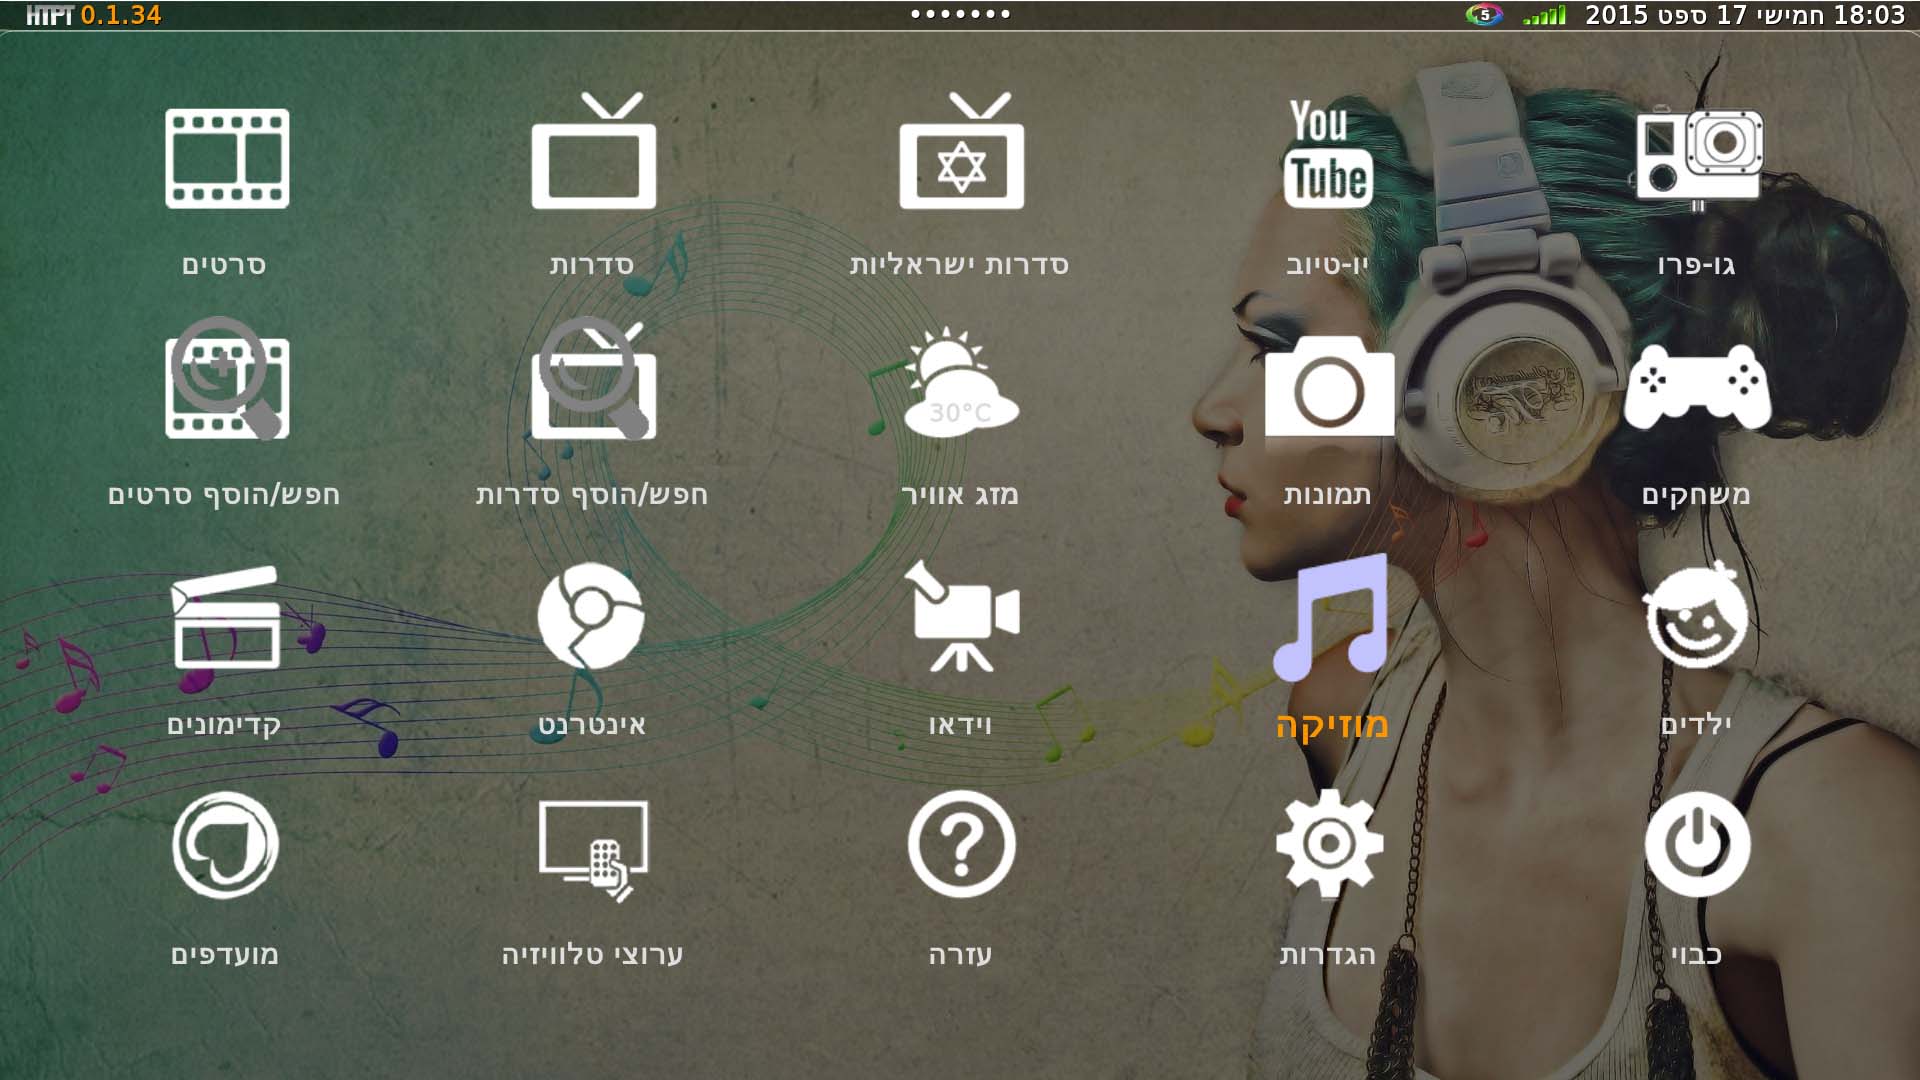 HTPI 0.1.34
18:03 חמישי 17 ספט 2015
5
You
Tube
סרטים
סדרות
סדרות ישראליות
יו-טיוב
גו-פרו
30°C
חפש/הוסף סרטים
חפש/הוסף סדרות
מזג אוויר
תמונות
משחקים
קדימונים
אינטרנט
וידאו
מוזיקה
ילדים
מועדפים
ערוצי טלוויזיה
עזרה
הגדרות
כבוי